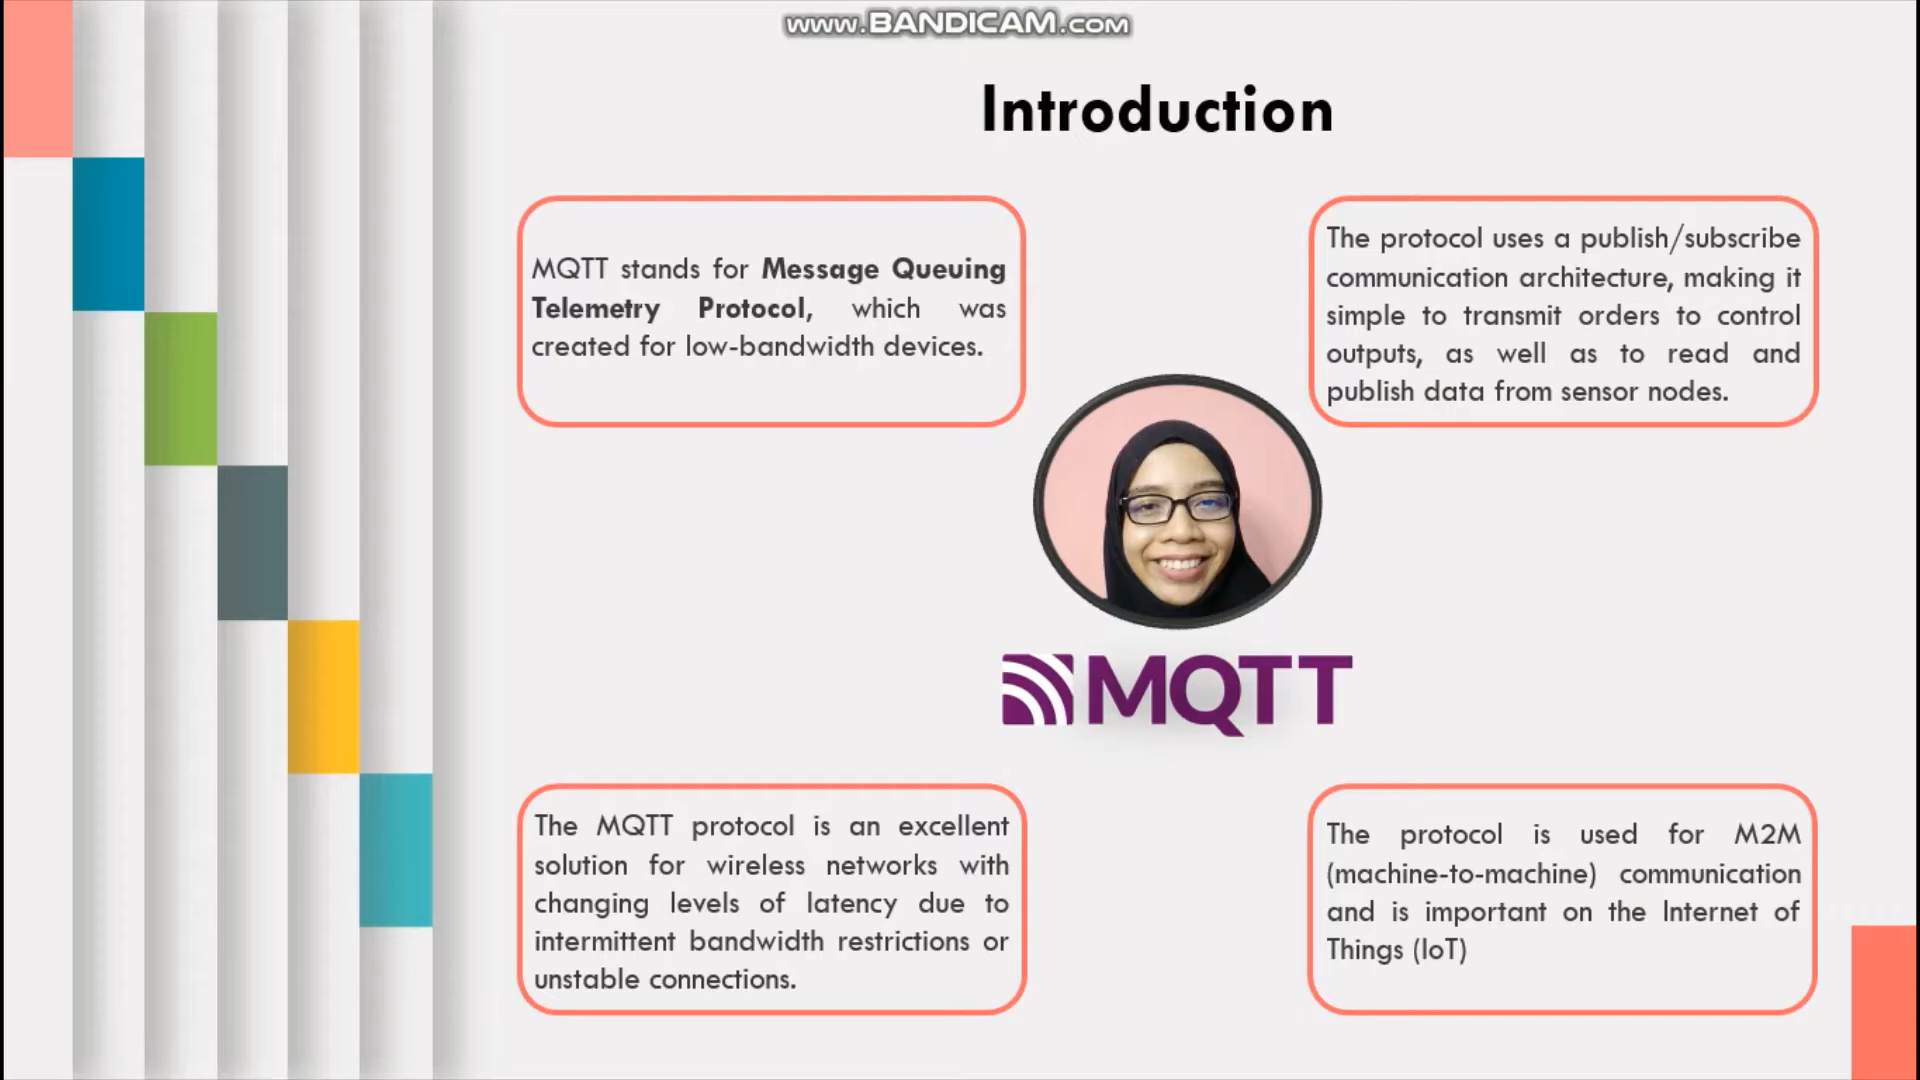 www.BANDICAM.com
Introduction
MQTT stands for Message Queuing
Telemetry Protocol, which was
created for low-bandwidth devices.
The protocol uses a publish/subscribe
communication architecture, making it
simple to transmit orders to control
outputs, as well as to read and
publish data from sensor nodes.
MQTT
The MQTT protocol is an excellent
solution for wireless networks with
changing levels of latency due to
intermittent bandwidth restrictions or
unstable connections.
The protocol is used for M2M
(machine-to-machine) communication
and is important on the Internet of
Things (IoT)